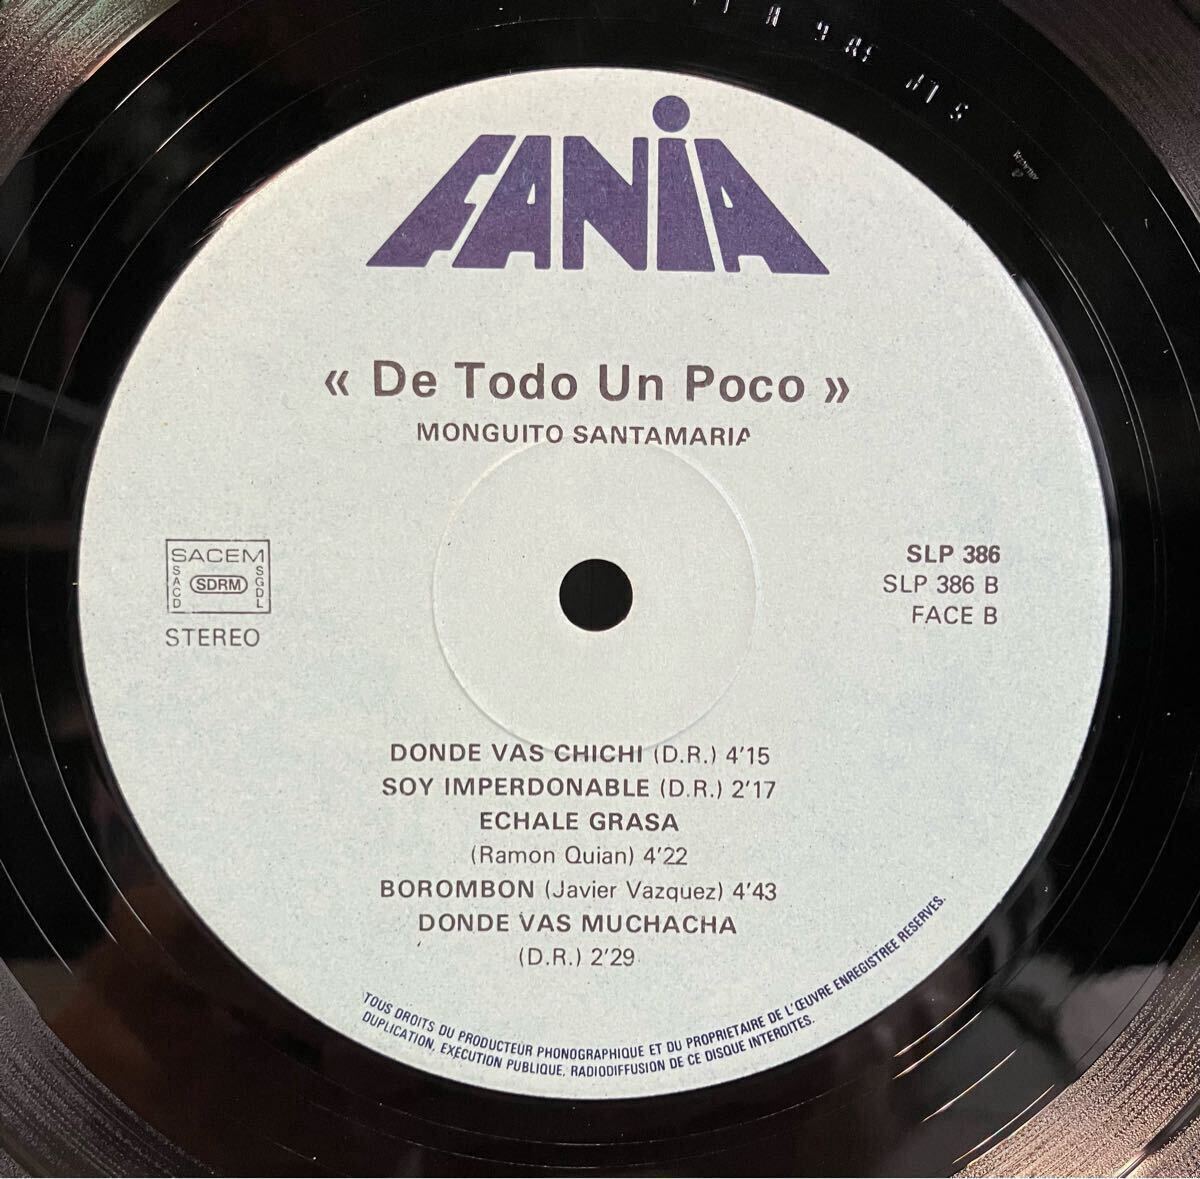 FANIA
« De Todo Un Poco »
MONGUITO SANTAMARIA
SACEM
SACD
SDRM
SGDL
STEREO
SLP 386
SLP 386 B
FACE B
DONDE VAS CHICHI (D.R.) 4'15
SOY IMPERDONABLE (D.R.) 2'17
ECHALE GRASA
(Ramon Quian) 4'22
BOROMBON (Javier Vazquez) 4'43
DONDE VAS MUCHACHA
(D.R.) 2'29
TOUS DROITS DU PRODUCTEUR PHONOGRAPHIQUE ET DU PROPRIETAIRE DE L'ŒUVRE ENREGISTREE RESERVES.
DUPLICATION, EXECUTION PUBLIQUE, RADIODIFFUSION DE CE DISQUE INTERDITES.